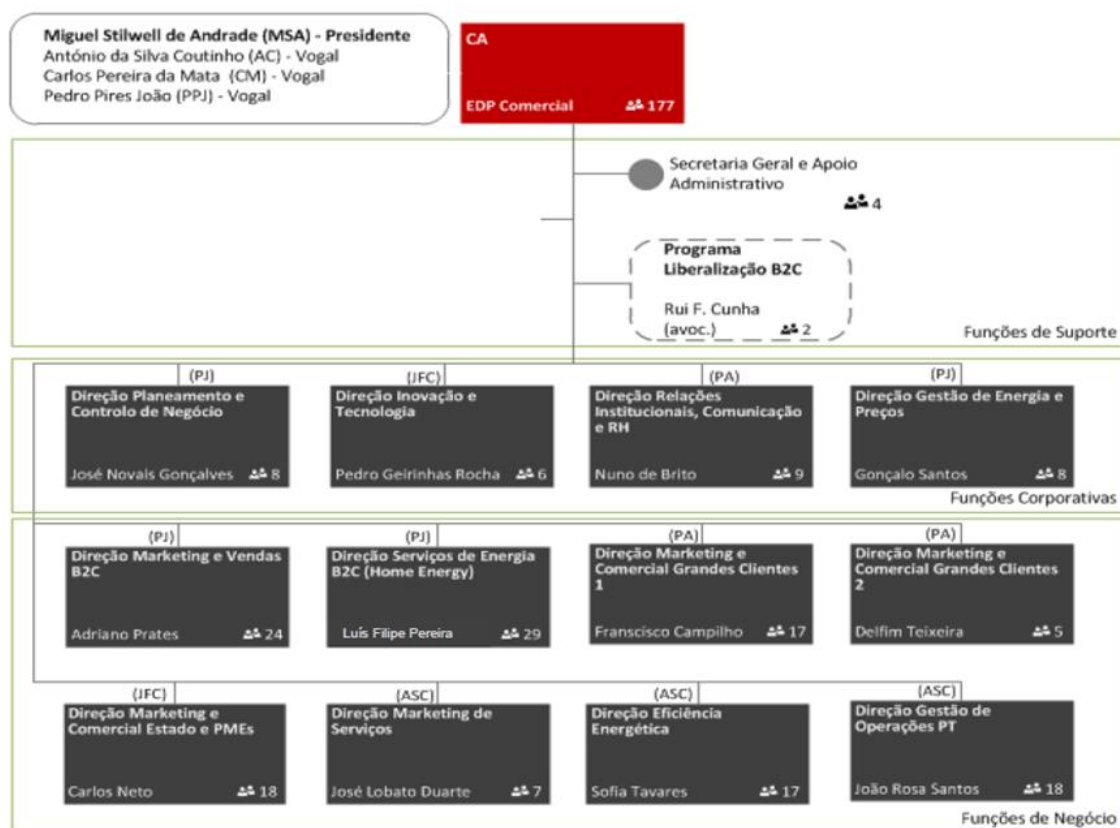 Miguel Stilwell de Andrade (MSA) - Presidente
António da Silva Coutinho (AC) - Vogal
Carlos Pereira da Mata (CM) - Vogal
Pedro Pires João (PPJ) - Vogal
CA
EDP Comercial 177
Secretaria Geral e Apoio
Administrativo
4
Programa
Liberalização B2C
Rui F. Cunha
(avoc.) 2
Funções de Suporte
(PJ)
Direção Planeamento e
Controlo de Negócio
José Novais Gonçalves 8
(JFC)
Direção Inovação e
Tecnologia
Pedro Geirinhas Rocha 6
(PA)
Direção Relações
Institucionais, Comunicação
e RH
Nuno de Brito 9
(PJ)
Direção Gestão de Energia e
Preços
Gonçalo Santos 8
Funções Corporativas
(PJ)
Direção Marketing e Vendas
B2C
Adriano Prates 24
(PJ)
Direção Serviços de Energia
B2C (Home Energy)
Luís Filipe Pereira 29
(PA)
Direção Marketing e
Comercial Grandes Clientes
1
Franscisco Campilho 17
(PA)
Direção Marketing e
Comercial Grandes Clientes
2
Delfim Teixeira 5
(JFC)
Direção Marketing e
Comercial Estado e PMEs
Carlos Neto 18
(ASC)
Direção Marketing de
Serviços
José Lobato Duarte 7
(ASC)
Direção Eficiência
Energética
Sofia Tavares 17
(ASC)
Direção Gestão de
Operações PT
João Rosa Santos 18
Funções de Negócio